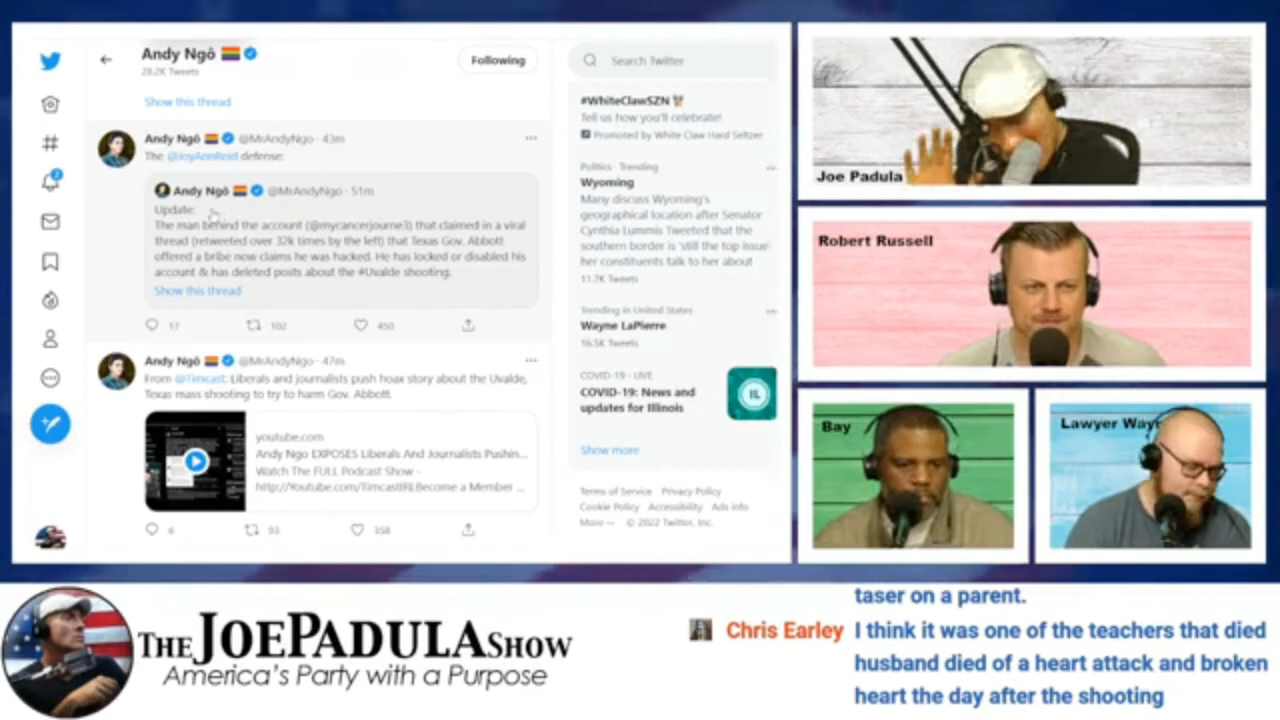 Andy Ngô
28.2K Tweets
Following
Search Twitter
Show this thread
Andy Ngô @MrAndyNgo · 43m
The @JoyAnnReid defense:
Andy Ngô @MrAndyNgo · 51m
Update:
The man behind the account (@mycancerjourne3) that claimed in a viral
thread (retweeted over 32k times by the left) that Texas Gov. Abbott
offered a bribe now claims he was hacked. He has locked or disabled his
account & has deleted posts about the #Uvalde shooting.
Show this thread
17 102 450
Andy Ngô @MrAndyNgo · 47m
From @Timcast: Liberals and journalists push hoax story about the Uvalde,
Texas mass shooting to try to harm Gov. Abbott.
youtube.com
Andy Ngo EXPOSES Liberals And Journalists Pushin...
Watch The FULL Podcast Show -
http://Youtube.com/TimcastIRLBecome a Member ...
6 93 358
#WhiteClawSZN
Tell us how you'll celebrate!
Promoted by White Claw Hard Seltzer
Politics · Trending
Wyoming
Many discuss Wyoming's
geographical location after Senator
Cynthia Lummis Tweeted that the
southern border is 'still the top issue'
her constituents talk to her about
11.7K Tweets
Trending in United States
Wayne LaPierre
16.5K Tweets
COVID-19 · LIVE
COVID-19: News and
updates for Illinois
IL
Show more
Terms of Service Privacy Policy
Cookie Policy Accessibility Ads info
More ··· © 2022 Twitter, Inc.
Joe Padula
Robert Russell
Bay
Lawyer
THE JOEPADULA SHOW
America's Party with a Purpose
taser on a parent.
Chris Earley I think it was one of the teachers that died
husband died of a heart attack and broken
heart the day after the shooting